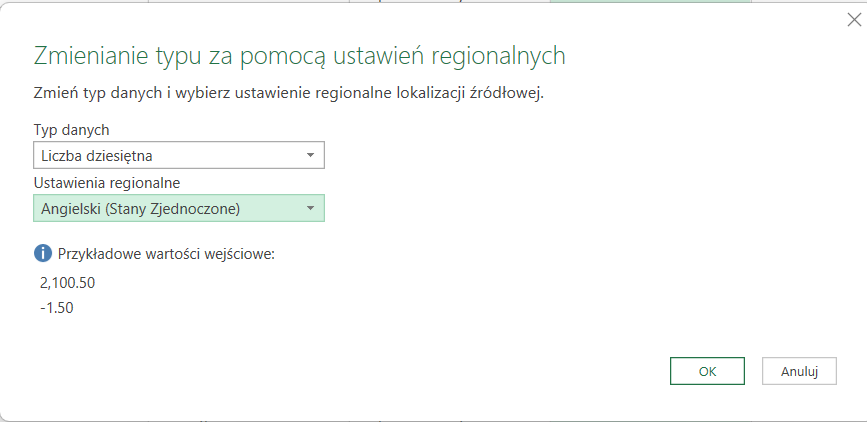 Zmienianie typu za pomocą ustawień regionalnych
Zmień typ danych i wybierz ustawienie regionalne lokalizacji źródłowej.
Typ danych
Liczba dziesiętna
Ustawienia regionalne
Angielski (Stany Zjednoczone)
Przykładowe wartości wejściowe:
2,100.50
-1.50
OK Anuluj